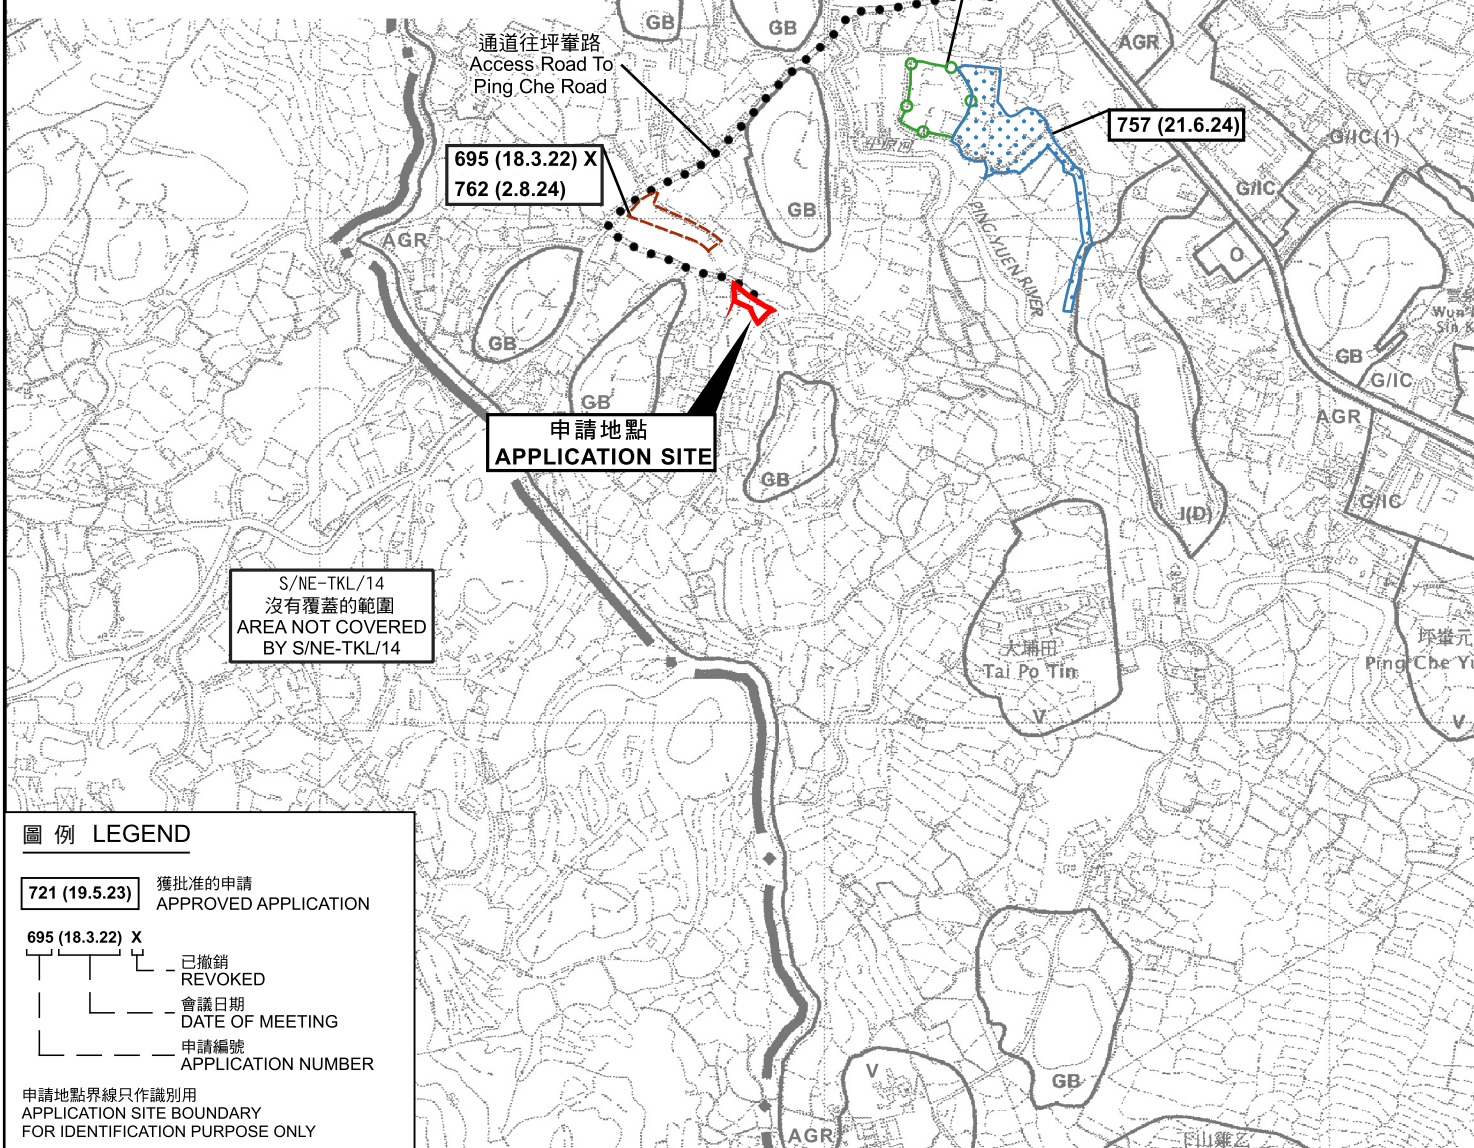 GB
GB
AGR
通道往坪輋路
Access Road To
Ping Che Road
757 (21.6.24)
G/IC(1)
695 (18.3.22) X
762 (2.8.24)
G/IC
GB
PING YUEN RIVER
AGR
O
GB
GB
G/IC
GB
AGR
申請地點
APPLICATION SITE
GB
G/IC
I(D)
S/NE-TKL/14
沒有覆蓋的範圍
AREA NOT COVERED
BY S/NE-TKL/14
大埔田
Tai Po Tin
V
坪輋元
Ping Che Yu
V
圖例 LEGEND
721 (19.5.23)
獲批准的申請
APPROVED APPLICATION
695 (18.3.22) X
已撤銷
REVOKED
會議日期
DATE OF MEETING
申請編號
APPLICATION NUMBER
申請地點界線只作識別用
APPLICATION SITE BOUNDARY
FOR IDENTIFICATION PURPOSE ONLY
V
GB
AGR